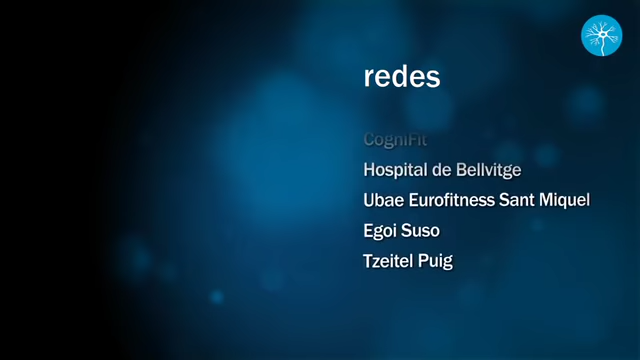 redes
CogniFit
Hospital de Bellvitge
Ubae Eurofitness Sant Miquel
Egoi Suso
Tzeitel Puig